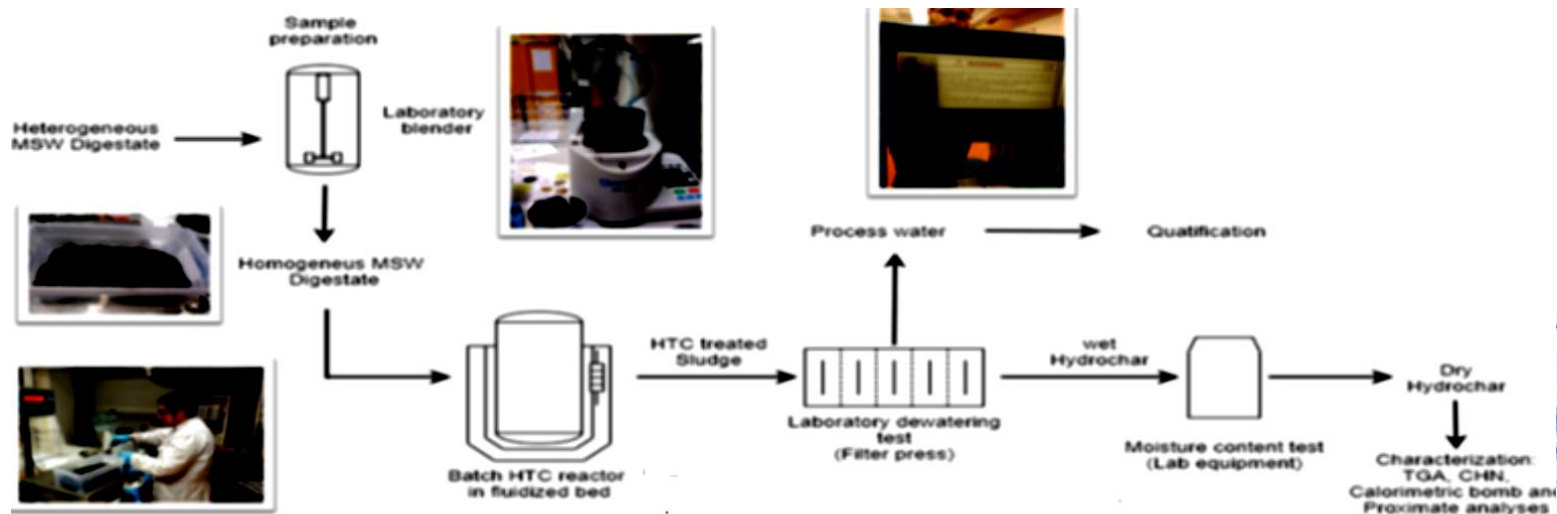 Sample
preparation
Laboratory
blender
Heterogeneous
MSW Digestate
WARNING
Process water
Quatification
Homogeneus MSW
Digestate
HTC treated
Sludge
wet
Hydrochar
Dry
Hydrochar
Laboratory dewatering
test
(Filter press)
Moisture content test
(Lab equipment)
Batch HTC reactor
in fluidized bed
Characterization:
TGA, CHN,
Calorimetric bomb and
Proximate analyses